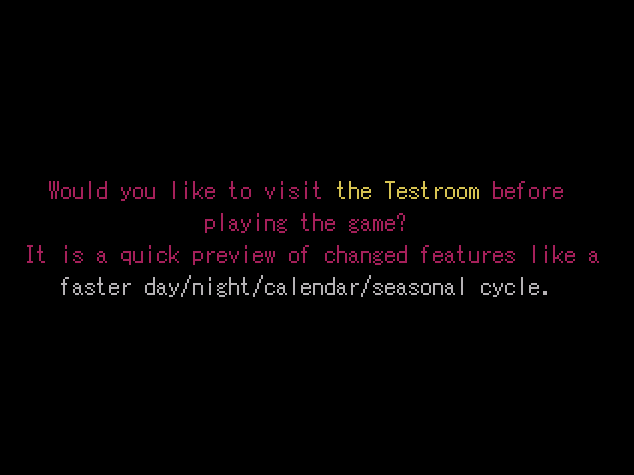 Would you like to visit the Testroom before
playing the game?
It is a quick preview of changed features like a
faster day/night/calendar/seasonal cycle.